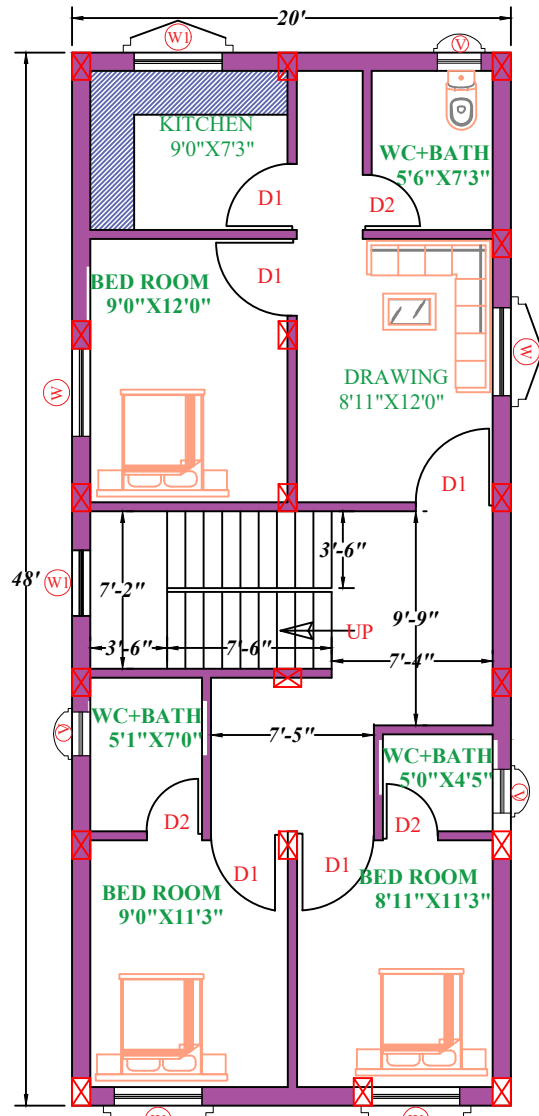 20'
W1
V
KITCHEN
9'0"X7'3"
WC+BATH
5'6"X7'3"
D1
D2
D1
BED ROOM
9'0"X12'0"
W
DRAWING
8'11"X12'0"
W
D1
48'
W1
7'-2"
3'-6"
9'-9"
UP
3'-6"
7'-6"
7'-4"
WC+BATH
5'1"X7'0"
V
7'-5"
WC+BATH
5'0"X4'5"
V
D2
D2
D1
D1
BED ROOM
9'0"X11'3"
BED ROOM
8'11"X11'3"